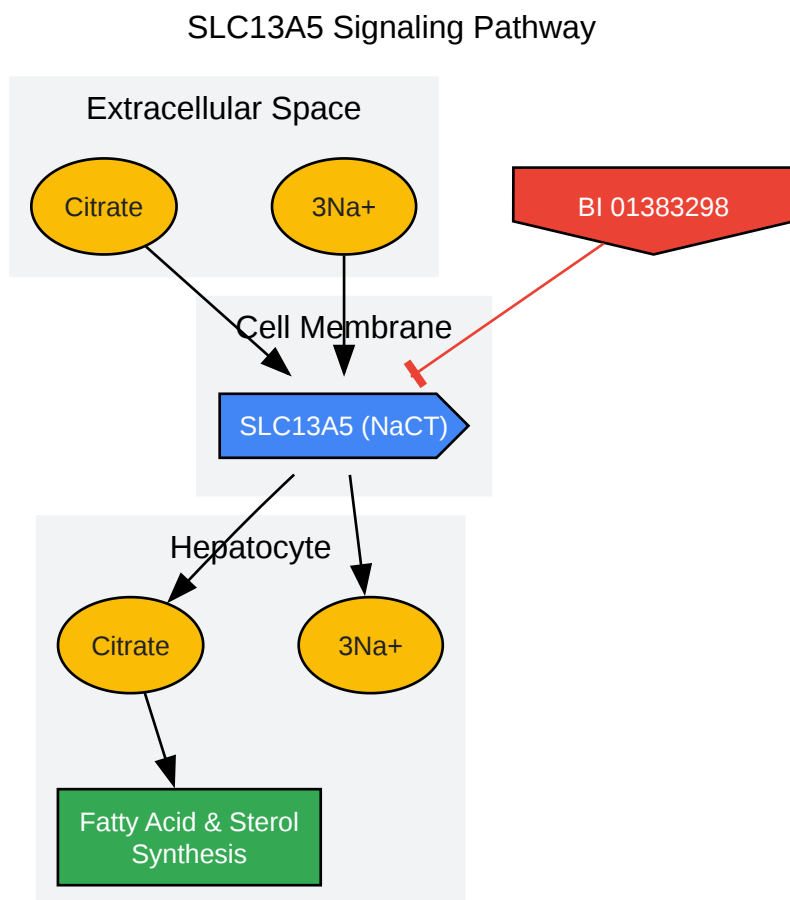 SLC13A5 Signaling Pathway
Extracellular Space
Citrate
3Na+
BI 01383298
Cell Membrane
SLC13A5 (NaCT)
Hepatocyte
Citrate
3Na+
Fatty Acid & Sterol
Synthesis